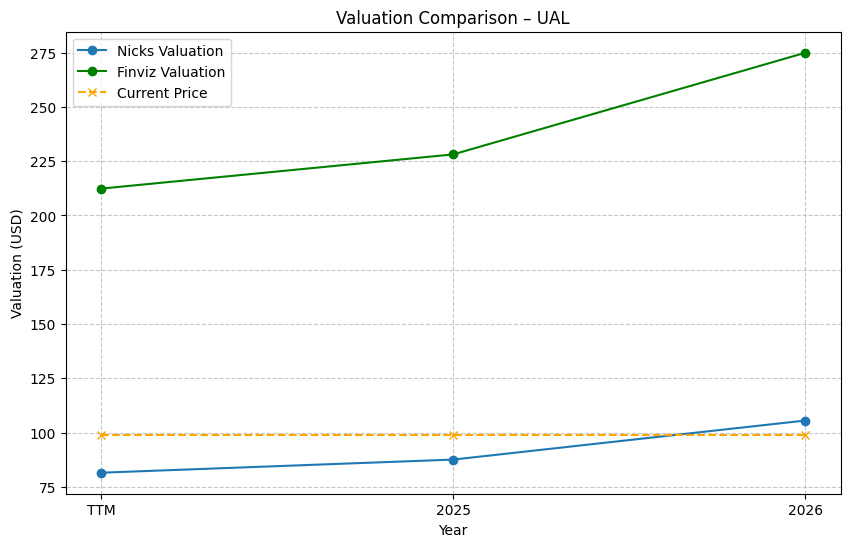 Valuation Comparison – UAL
Nicks Valuation
Finviz Valuation
Current Price
Valuation (USD)
275
250
225
200
175
150
125
100
75
TTM
2025
2026
Year